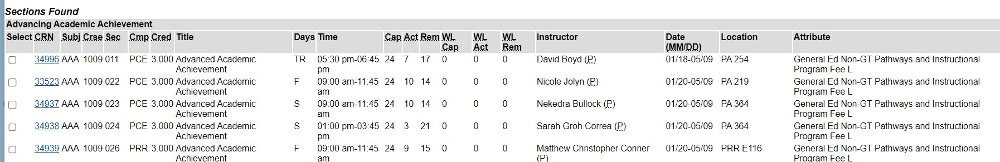 Sections Found
Advancing Academic Achievement
Select CRN Subj Crse Sec Cmp Cred Title Days Time Cap Act Rem WL Cap WL Act WL Rem Instructor Date (MM/DD) Location Attribute
34996 AAA 1009 011 PCE 3.000 Advanced Academic TR 05:30 pm-06:45 24 7 17 0 0 0 David Boyd (P) 01/18-05/09 PA 254 General Ed Non-GT Pathways and Instructional
Achievement pm Program Fee L
33523 AAA 1009 022 PCE 3.000 Advanced Academic F 09:00 am-11:45 24 10 14 0 0 0 Nicole Jolyn (P) 01/20-05/09 PA 219 General Ed Non-GT Pathways and Instructional
Achievement am Program Fee L
34937 AAA 1009 023 PCE 3.000 Advanced Academic S 09:00 am-11:45 24 10 14 0 0 0 Nekedra Bullock (P) 01/20-05/09 PA 364 General Ed Non-GT Pathways and Instructional
Achievement am Program Fee L
34938 AAA 1009 024 PCE 3.000 Advanced Academic S 01:00 pm-03:45 24 3 21 0 0 0 Sarah Groh Correa (P) 01/20-05/09 PA 364 General Ed Non-GT Pathways and Instructional
Achievement pm Program Fee L
34939 AAA 1009 026 PRR 3.000 Advanced Academic F 09:00 am-11:45 24 9 15 0 0 0 Matthew Christopher Conner 01/20-05/09 PRR E116 General Ed Non-GT Pathways and Instructional
Achievement am (P) Program Fee L